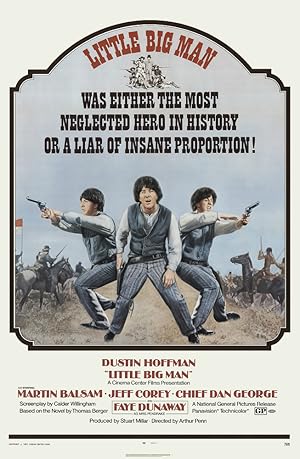 LITTLE BIG MAN
WAS EITHER THE MOST
NEGLECTED HERO IN HISTORY
OR A LIAR OF INSANE PROPORTION!
DUSTIN HOFFMAN
"LITTLE BIG MAN"
A Cinema Center Films Presentation
MARTIN BALSAM · JEFF COREY · CHIEF DAN GEORGE
Screenplay by Calder Willingham
Based on the Novel by Thomas Berger
FAYE DUNAWAY
AS MRS. PENDRAKE
A National General Pictures Release
Panavision® Technicolor®
GP
Produced by Stuart Millar · Directed by Arthur Penn